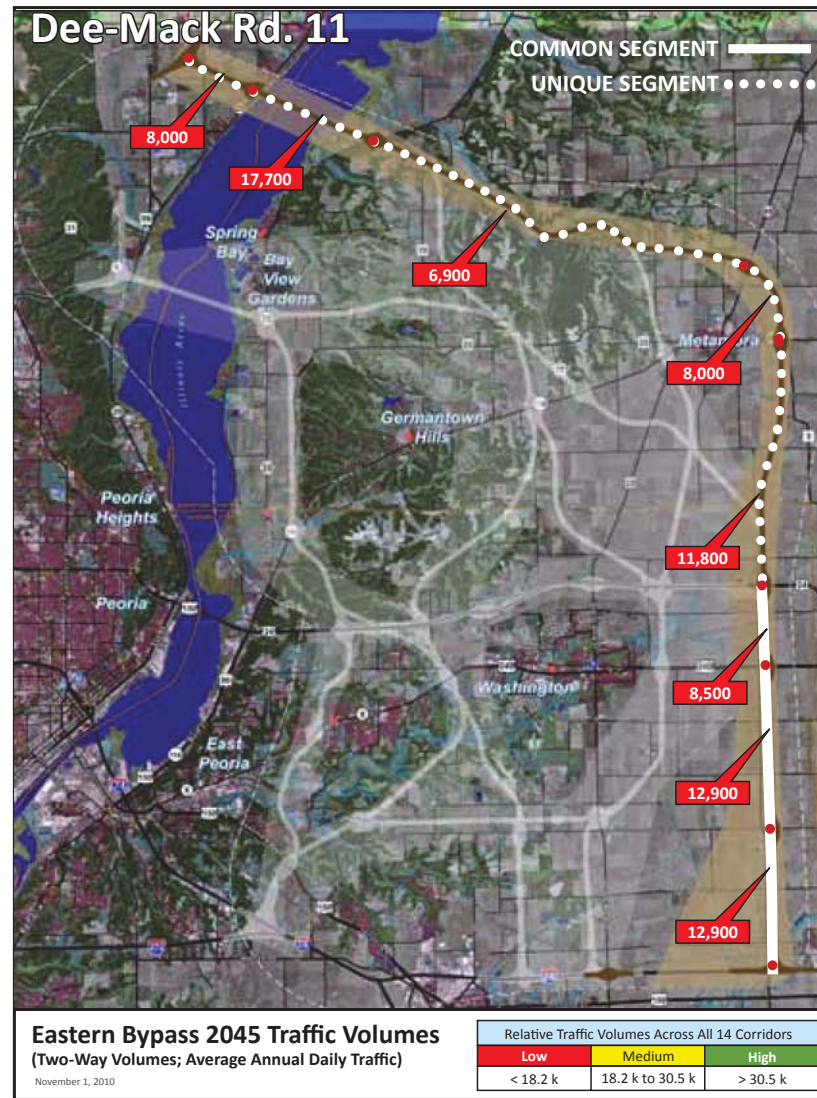 Dee-Mack Rd. 11
COMMON SEGMENT
UNIQUE SEGMENT
8,000
17,700
Spring
Bay
Bay
View
Gardens
6,900
Illinois River
Metamora
8,000
Germantown
Hills
Peoria
Heights
11,800
Peoria
Washington
8,500
East
Peoria
12,900
12,900
Eastern Bypass 2045 Traffic Volumes
(Two-Way Volumes; Average Annual Daily Traffic)
November 1, 2010
Relative Traffic Volumes Across All 14 Corridors
Low Medium High
< 18.2 k 18.2 k to 30.5 k > 30.5 k